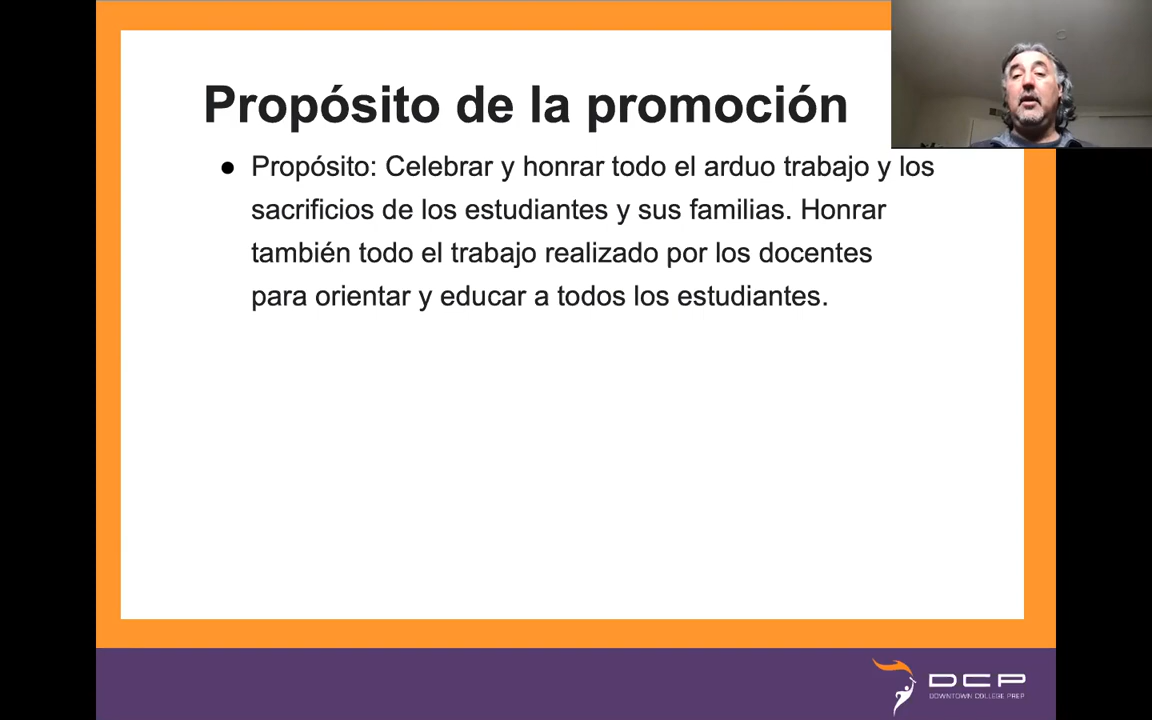 Propósito de la promoción
● Propósito: Celebrar y honrar todo el arduo trabajo y los
sacrificios de los estudiantes y sus familias. Honrar
también todo el trabajo realizado por los docentes
para orientar y educar a todos los estudiantes.
DCP
DOWNTOWN COLLEGE PREP